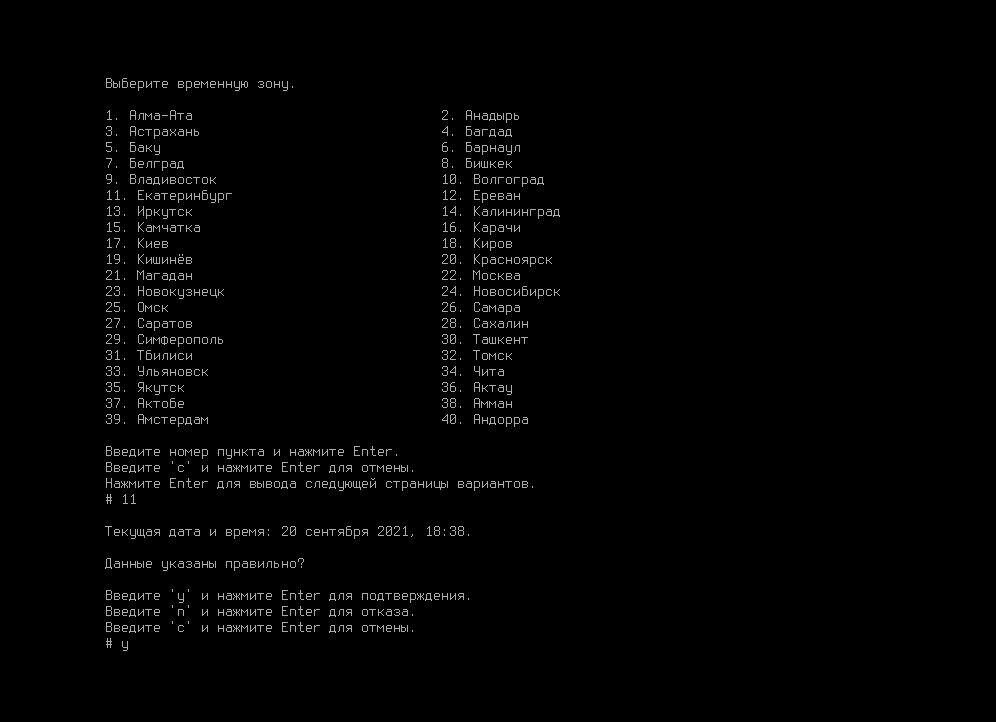 Выберите временную зону.
1. Алма-Ата 2. Анадырь
3. Астрахань 4. Багдад
5. Баку 6. Барнаул
7. Белград 8. Бишкек
9. Владивосток 10. Волгоград
11. Екатеринбург 12. Ереван
13. Иркутск 14. Калининград
15. Камчатка 16. Карачи
17. Киев 18. Киров
19. Кишинёв 20. Красноярск
21. Магадан 22. Москва
23. Новокузнецк 24. Новосибирск
25. Омск 26. Самара
27. Саратов 28. Сахалин
29. Симферополь 30. Ташкент
31. Тбилиси 32. Томск
33. Ульяновск 34. Чита
35. Якутск 36. Актау
37. Актобе 38. Амман
39. Амстердам 40. Андорра
Введите номер пункта и нажмите Enter.
Введите 'c' и нажмите Enter для отмены.
Нажмите Enter для вывода следующей страницы вариантов.
# 11
Текущая дата и время: 20 сентября 2021, 18:38.
Данные указаны правильно?
Введите 'y' и нажмите Enter для подтверждения.
Введите 'n' и нажмите Enter для отказа.
Введите 'c' и нажмите Enter для отмены.
# y